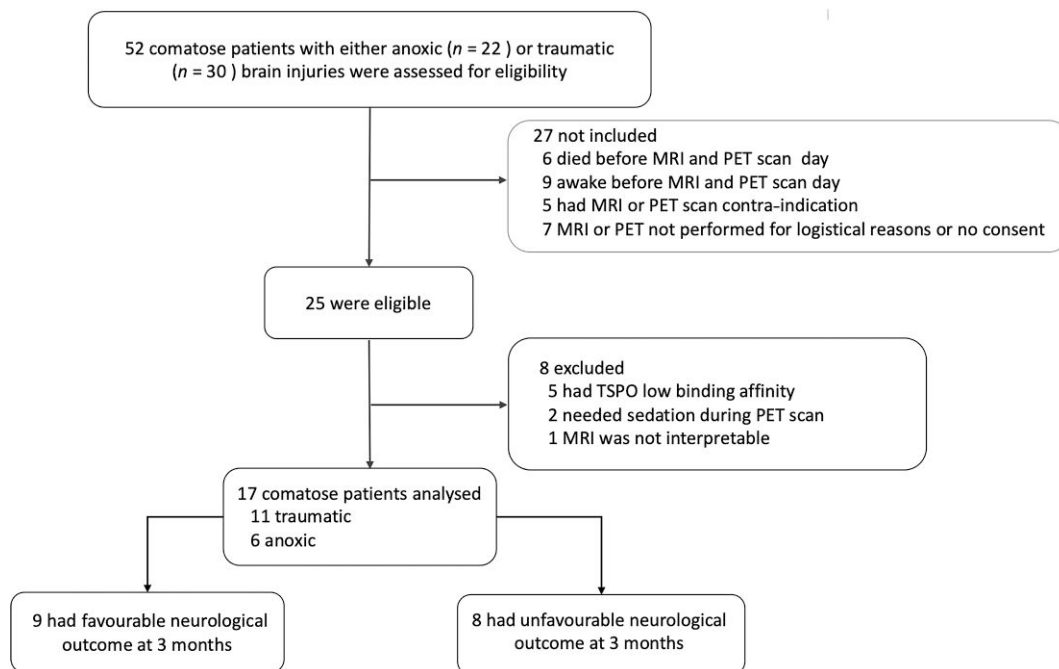 52 comatose patients with either anoxic (n = 22 ) or traumatic
(n = 30 ) brain injuries were assessed for eligibility
27 not included
6 died before MRI and PET scan day
9 awake before MRI and PET scan day
5 had MRI or PET scan contra-indication
7 MRI or PET not performed for logistical reasons or no consent
25 were eligible
8 excluded
5 had TSPO low binding affinity
2 needed sedation during PET scan
1 MRI was not interpretable
17 comatose patients analysed
11 traumatic
6 anoxic
9 had favourable neurological
outcome at 3 months
8 had unfavourable neurological
outcome at 3 months